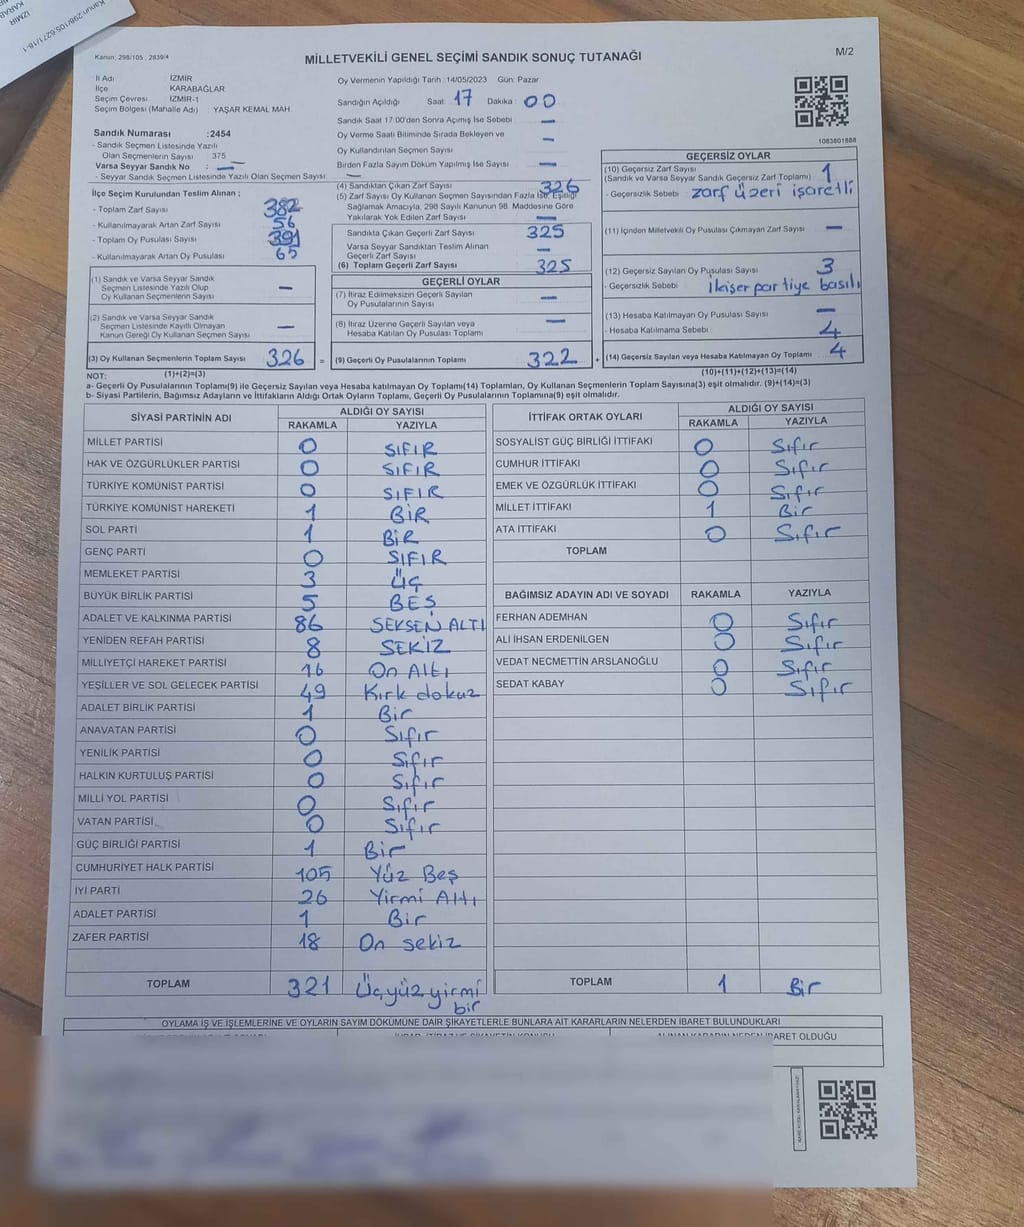 Kanun:298/105.627/1/18-1
İZMİR
KARAB
Kanun: 298/105 , 2839/4
MİLLETVEKİLİ GENEL SEÇİMİ SANDIK SONUÇ TUTANAĞI
M/2
İl Adı İZMİR
İlçe KARABAĞLAR
Seçim Çevresi İZMİR-1
Seçim Bölgesi (Mahalle Adı) : YAŞAR KEMAL MAH.
Sandık Numarası :2454
- Sandık Seçmen Listesinde Yazılı
Olan Seçmenlerin Sayısı 375
Varsa Seyyar Sandık No : —
- Seyyar Sandık Seçmen Listesinde Yazılı Olan Seçmen Sayısı —
İlçe Seçim Kurulundan Teslim Alınan ;
- Toplam Zarf Sayısı 382
- Kullanılmayarak Artan Zarf Sayısı 56
- Toplam Oy Pusulası Sayısı 391
- Kullanılmayarak Artan Oy Pusulası 65
(1) Sandık ve Varsa Seyyar Sandık
Seçmen Listesinde Yazılı Olup
Oy Kullanan Seçmenlerin Sayısı —
(2) Sandık ve Varsa Seyyar Sandık
Seçmen Listesinde Kayıtlı Olmayan
Kanun Gereği Oy Kullanan Seçmen Sayısı —
(3) Oy Kullanan Seçmenlerin Toplam Sayısı 326 =
Oy Vermenin Yapıldığı Tarih :14/05/2023 Gün: Pazar
Sandığın Açıldığı Saat: 17 Dakika : 00
Sandık Saat 17:00'den Sonra Açılmış İse Sebebi : —
Oy Verme Saati Bitiminde Sırada Bekleyen ve
Oy Kullandırılan Seçmen Sayısı —
Birden Fazla Sayım Döküm Yapılmış İse Sayısı —
(4) Sandıktan Çıkan Zarf Sayısı 326
(5) Zarf Sayısı Oy Kullanan Seçmen Sayısından Fazla İse, Eşitliği
Sağlamak Amacıyla, 298 Sayılı Kanunun 98. Maddesine Göre
Yakılarak Yok Edilen Zarf Sayısı —
Sandıkta Çıkan Geçerli Zarf Sayısı 325
Varsa Seyyar Sandıktan Teslim Alınan
Geçerli Zarf Sayısı —
(6) Toplam Geçerli Zarf Sayısı 325
GEÇERLİ OYLAR
(7) İtiraz Edilmeksizin Geçerli Sayılan
Oy Pusulalarının Sayısı —
(8) İtiraz Üzerine Geçerli Sayılan veya
Hesaba Katılan Oy Pusulası Toplamı —
(9) Geçerli Oy Pusulalarının Toplamı 322 +
1083801888
GEÇERSİZ OYLAR
(10) Geçersiz Zarf Sayısı
(Sandık ve Varsa Seyyar Sandık Geçersiz Zarf Toplamı) 1
- Geçersizlik Sebebi zarf üzeri işaretli
(11) İçinden Milletvekili Oy Pusulası Çıkmayan Zarf Sayısı —
(12) Geçersiz Sayılan Oy Pusulası Sayısı 3
- Geçersizlik Sebebi ikişer partiye basılı
(13) Hesaba Katılmayan Oy Pusulası Sayısı —
- Hesaba Katılmama Sebebi 4
(14) Geçersiz Sayılan veya Hesaba Katılmayan Oy Toplamı 4
NOT: (1)+(2)=(3) (10)+(11)+(12)+(13)=(14)
a- Geçerli Oy Pusulalarının Toplamı(9) ile Geçersiz Sayılan veya Hesaba katılmayan Oy Toplamı(14) Toplamları, Oy Kullanan Seçmenlerin Toplam Sayısına(3) eşit olmalıdır. (9)+(14)=(3)
b- Siyasi Partilerin, Bağımsız Adayların ve İttifakların Aldığı Ortak Oyların Toplamı, Geçerli Oy Pusulalarının Toplamına(9) eşit olmalıdır.
SİYASİ PARTİNİN ADI ALDIĞI OY SAYISI
RAKAMLA YAZIYLA
MİLLET PARTİSİ 0 SIFIR
HAK VE ÖZGÜRLÜKLER PARTİSİ 0 SIFIR
TÜRKİYE KOMÜNİST PARTİSİ 0 SIFIR
TÜRKİYE KOMÜNİST HAREKETİ 1 BİR
SOL PARTİ 1 BİR
GENÇ PARTİ 0 SIFIR
MEMLEKET PARTİSİ 3 ÜÇ
BÜYÜK BİRLİK PARTİSİ 5 BEŞ
ADALET VE KALKINMA PARTİSİ 86 SEKSEN ALTI
YENİDEN REFAH PARTİSİ 8 SEKİZ
MİLLİYETÇİ HAREKET PARTİSİ 16 On Altı
YEŞİLLER VE SOL GELECEK PARTİSİ 49 Kırk dokuz
ADALET BİRLİK PARTİSİ 1 Bir
ANAVATAN PARTİSİ 0 Sıfır
YENİLİK PARTİSİ 0 Sıfır
HALKIN KURTULUŞ PARTİSİ 0 Sıfır
MİLLİ YOL PARTİSİ 0 Sıfır
VATAN PARTİSİ 0 Sıfır
GÜÇ BİRLİĞİ PARTİSİ 1 Bir
CUMHURİYET HALK PARTİSİ 105 Yüz Beş
İYİ PARTİ 26 Yirmi Altı
ADALET PARTİSİ 1 Bir
ZAFER PARTİSİ 18 On sekiz
TOPLAM 321 Üçyüz yirmi
bir
İTTİFAK ORTAK OYLARI ALDIĞI OY SAYISI
RAKAMLA YAZIYLA
SOSYALİST GÜÇ BİRLİĞİ İTTİFAKI 0 Sıfır
CUMHUR İTTİFAKI 0 Sıfır
EMEK VE ÖZGÜRLÜK İTTİFAKI 0 Sıfır
MİLLET İTTİFAKI 1 Bir
ATA İTTİFAKI 0 Sıfır
TOPLAM
BAĞIMSIZ ADAYIN ADI VE SOYADI RAKAMLA YAZIYLA
FERHAN ADEMHAN 0 Sıfır
ALİ İHSAN ERDENİLGEN 0 Sıfır
VEDAT NECMETTİN ARSLANOĞLU 0 Sıfır
SEDAT KABAY 0 Sıfır
TOPLAM 1 Bir
OYLAMA İŞ VE İŞLEMLERİNE VE OYLARIN SAYIM DÖKÜMÜNE DAİR ŞİKAYETLERLE BUNLARA AİT KARARLARIN NELERDEN İBARET BULUNDUKLARI
ALINAN KARARIN NEDEN İBARET OLDUĞU